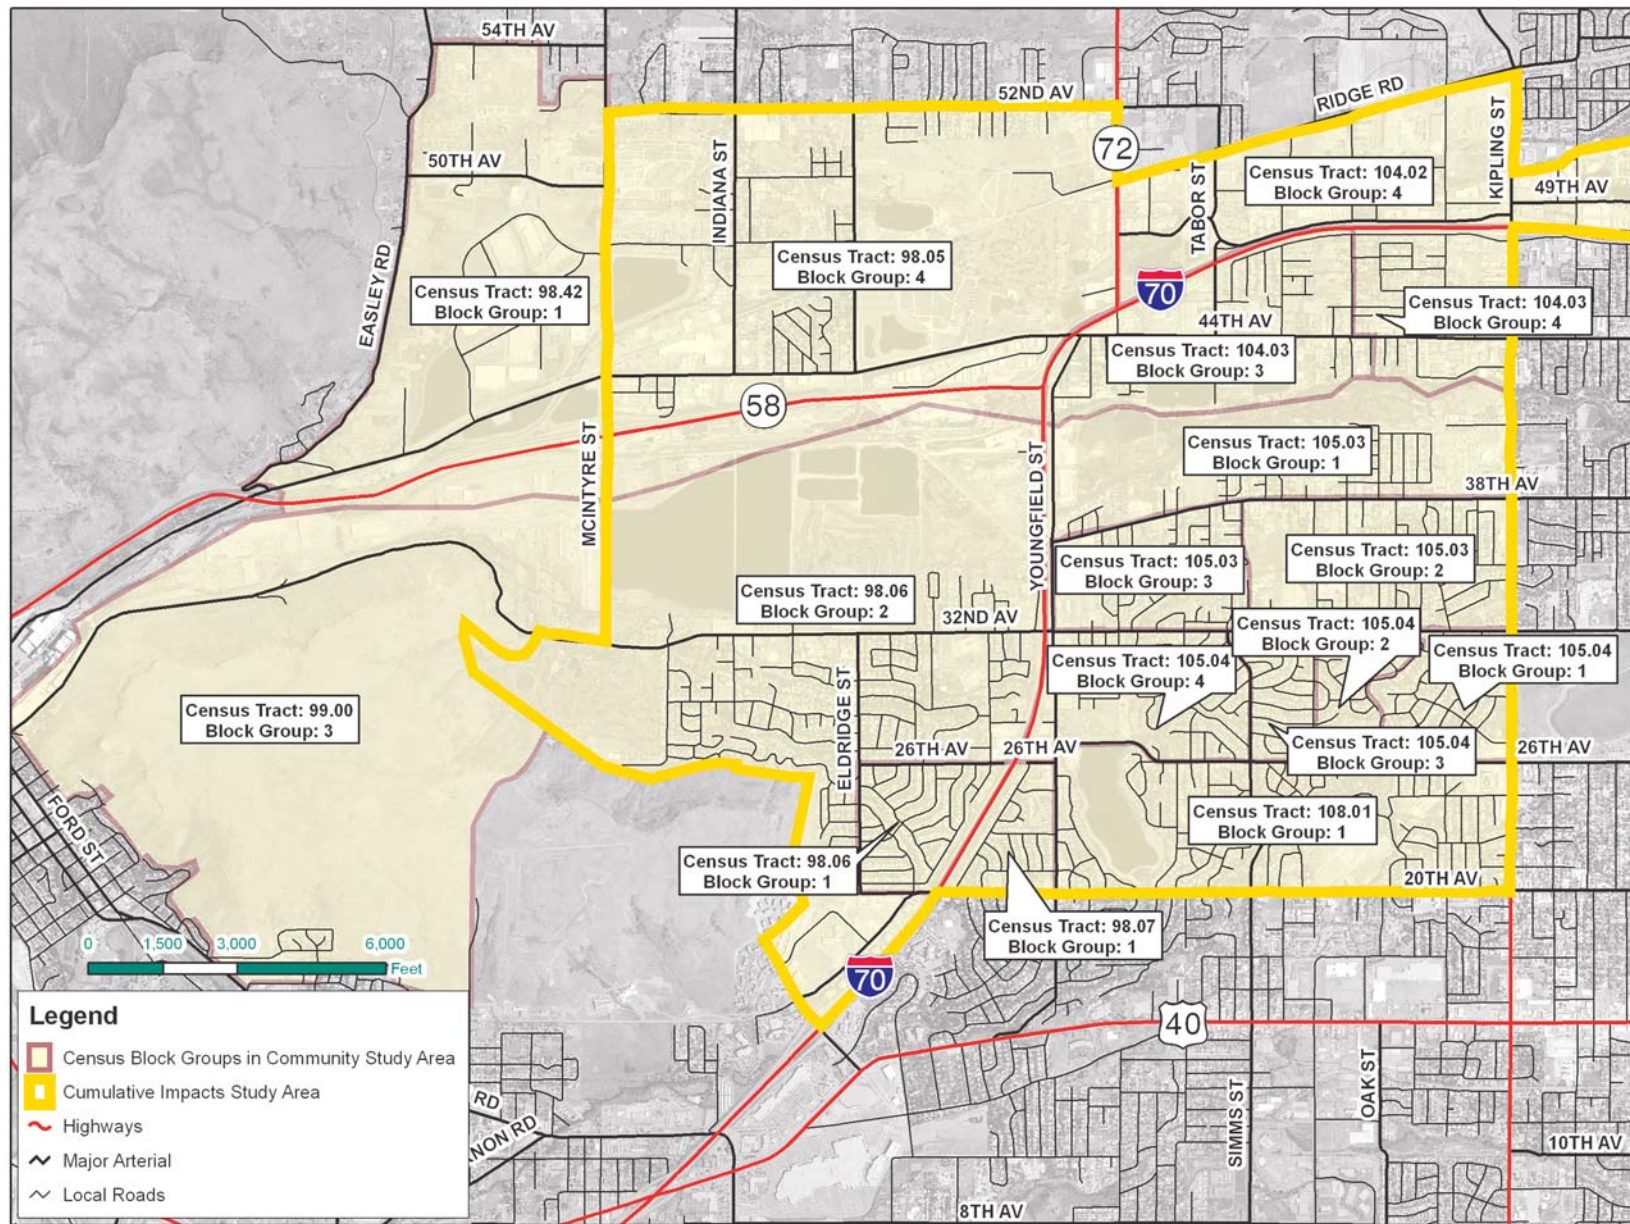 54TH AV
52ND AV
RIDGE RD
KIPLING ST
72
50TH AV
INDIANA ST
TABOR ST
Census Tract: 104.02
Block Group: 4
49TH AV
EASLEY RD
Census Tract: 98.42
Block Group: 1
Census Tract: 98.05
Block Group: 4
70
44TH AV
Census Tract: 104.03
Block Group: 4
Census Tract: 104.03
Block Group: 3
58
MCINTYRE ST
YOUNGFIELD ST
Census Tract: 105.03
Block Group: 1
38TH AV
Census Tract: 105.03
Block Group: 3
Census Tract: 105.03
Block Group: 2
Census Tract: 98.06
Block Group: 2
32ND AV
Census Tract: 105.04
Block Group: 2
Census Tract: 105.04
Block Group: 1
Census Tract: 105.04
Block Group: 4
Census Tract: 99.00
Block Group: 3
ELDRIDGE ST
26TH AV
26TH AV
Census Tract: 105.04
Block Group: 3
26TH AV
FORD ST
Census Tract: 108.01
Block Group: 1
Census Tract: 98.06
Block Group: 1
20TH AV
Census Tract: 98.07
Block Group: 1
0 1,500 3,000 6,000
Feet
70
40
Legend
Census Block Groups in Community Study Area
Cumulative Impacts Study Area
Highways
Major Arterial
Local Roads
RD
NON RD
SIMMS ST
OAK ST
10TH AV
8TH AV